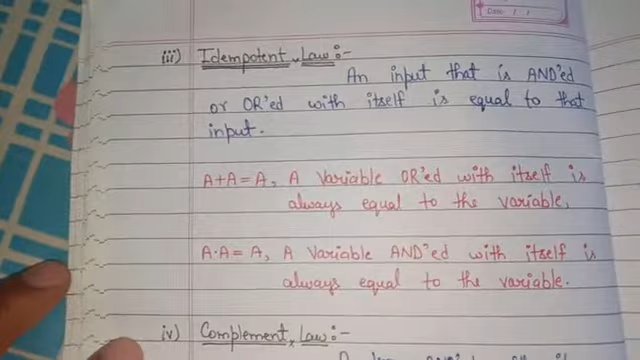 Date: / /
iii) Idempotent Law :-
An input that is AND'ed
or OR'ed with itself is equal to that
input.
A+A = A, A Variable OR'ed with itself is
always equal to the variable.
A·A = A, A Variable AND'ed with itself is
always equal to the variable.
iv) Complement Law :-